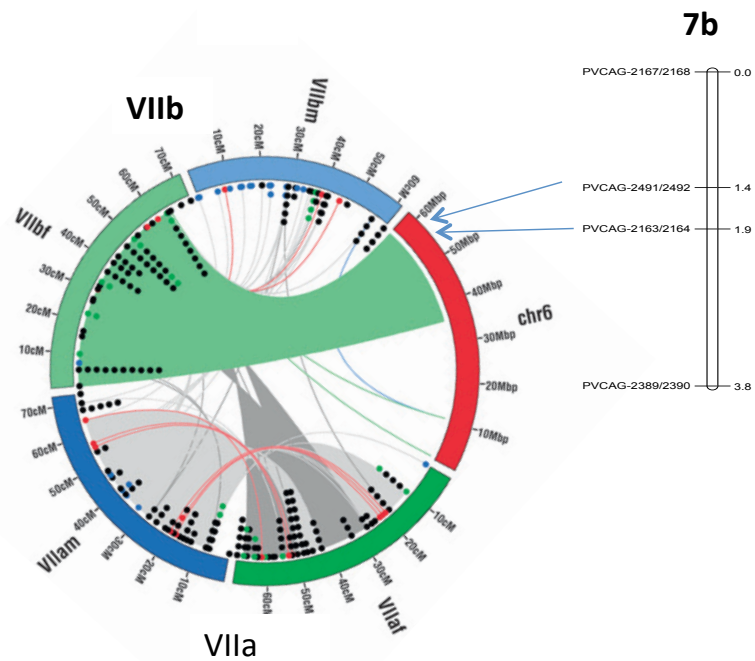 7b
PVCAG-2167/2168 0.0
PVCAG-2491/2492 1.4
PVCAG-2163/2164 1.9
PVCAG-2389/2390 3.8
VIIb
VIIbm
10cM
20cM
30cM
40cM
50cM
60cM
chr6
60Mbp
50Mbp
40Mbp
30Mbp
20Mbp
10Mbp
VIIaf
10cM
20cM
30cM
40cM
50cM
60cM
VIIa
VIIam
10cM
20cM
30cM
40cM
50cM
60cM
70cM
VIIbf
10cM
20cM
30cM
40cM
50cM
60cM
70cM